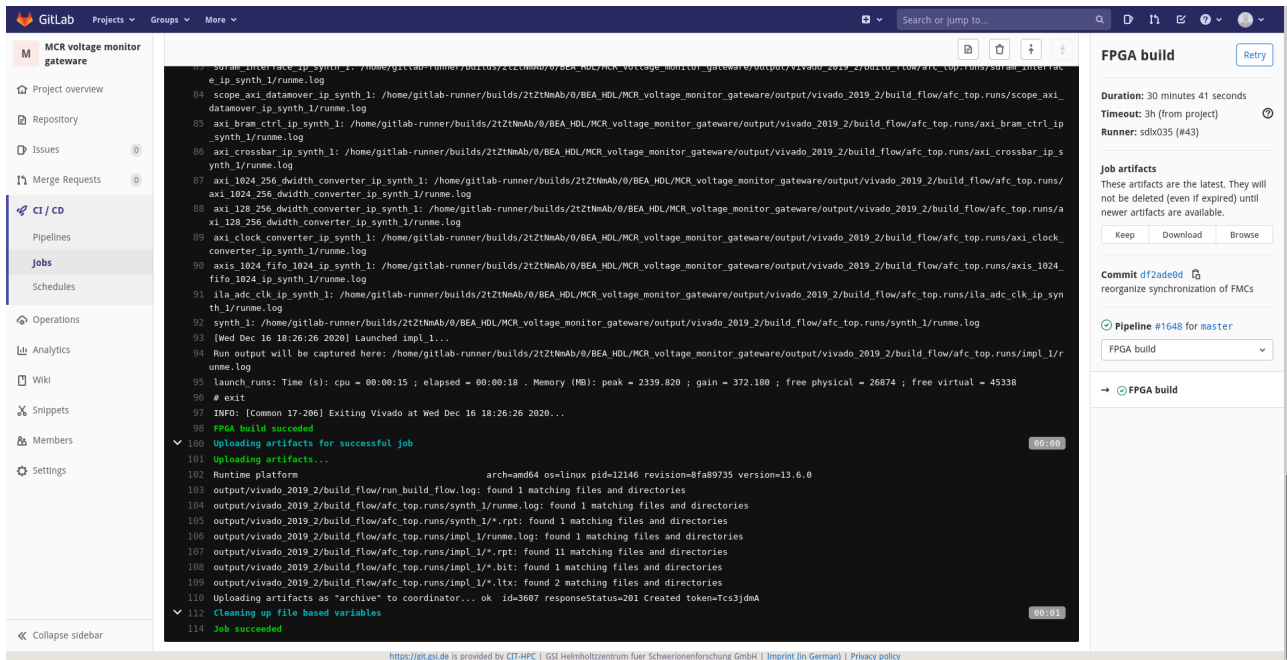 GitLab Projects Groups More Search or jump to...
M MCR voltage monitor
gateware
Project overview
Repository
Issues 0
Merge Requests 0
CI / CD
Pipelines
Jobs
Schedules
Operations
Analytics
Wiki
Snippets
Members
Settings
Collapse sidebar
83 sdram_interface_ip_synth_1: /home/gitlab-runner/builds/2tZtNmAb/0/BEA_HDL/MCR_voltage_monitor_gateware/output/vivado_2019_2/build_flow/afc_top.runs/sdram_interfac
e_ip_synth_1/runme.log
84 scope_axi_datamover_ip_synth_1: /home/gitlab-runner/builds/2tZtNmAb/0/BEA_HDL/MCR_voltage_monitor_gateware/output/vivado_2019_2/build_flow/afc_top.runs/scope_axi_
datamover_ip_synth_1/runme.log
85 axi_bram_ctrl_ip_synth_1: /home/gitlab-runner/builds/2tZtNmAb/0/BEA_HDL/MCR_voltage_monitor_gateware/output/vivado_2019_2/build_flow/afc_top.runs/axi_bram_ctrl_ip
_synth_1/runme.log
86 axi_crossbar_ip_synth_1: /home/gitlab-runner/builds/2tZtNmAb/0/BEA_HDL/MCR_voltage_monitor_gateware/output/vivado_2019_2/build_flow/afc_top.runs/axi_crossbar_ip_s
ynth_1/runme.log
87 axi_1024_256_dwidth_converter_ip_synth_1: /home/gitlab-runner/builds/2tZtNmAb/0/BEA_HDL/MCR_voltage_monitor_gateware/output/vivado_2019_2/build_flow/afc_top.runs/
axi_1024_256_dwidth_converter_ip_synth_1/runme.log
88 axi_128_256_dwidth_converter_ip_synth_1: /home/gitlab-runner/builds/2tZtNmAb/0/BEA_HDL/MCR_voltage_monitor_gateware/output/vivado_2019_2/build_flow/afc_top.runs/a
xi_128_256_dwidth_converter_ip_synth_1/runme.log
89 axi_clock_converter_ip_synth_1: /home/gitlab-runner/builds/2tZtNmAb/0/BEA_HDL/MCR_voltage_monitor_gateware/output/vivado_2019_2/build_flow/afc_top.runs/axi_clock_
converter_ip_synth_1/runme.log
90 axis_1024_fifo_1024_ip_synth_1: /home/gitlab-runner/builds/2tZtNmAb/0/BEA_HDL/MCR_voltage_monitor_gateware/output/vivado_2019_2/build_flow/afc_top.runs/axis_1024_
fifo_1024_ip_synth_1/runme.log
91 ila_adc_clk_ip_synth_1: /home/gitlab-runner/builds/2tZtNmAb/0/BEA_HDL/MCR_voltage_monitor_gateware/output/vivado_2019_2/build_flow/afc_top.runs/ila_adc_clk_ip_syn
th_1/runme.log
92 synth_1: /home/gitlab-runner/builds/2tZtNmAb/0/BEA_HDL/MCR_voltage_monitor_gateware/output/vivado_2019_2/build_flow/afc_top.runs/synth_1/runme.log
93 [Wed Dec 16 18:26:26 2020] Launched impl_1...
94 Run output will be captured here: /home/gitlab-runner/builds/2tZtNmAb/0/BEA_HDL/MCR_voltage_monitor_gateware/output/vivado_2019_2/build_flow/afc_top.runs/impl_1/r
unme.log
95 launch_runs: Time (s): cpu = 00:00:15 ; elapsed = 00:00:18 . Memory (MB): peak = 2339.820 ; gain = 372.180 ; free physical = 26874 ; free virtual = 45338
96 # exit
97 INFO: [Common 17-206] Exiting Vivado at Wed Dec 16 18:26:26 2020...
98 FPGA build succeded
100 Uploading artifacts for successful job 00:00
101 Uploading artifacts...
102 Runtime platform arch=amd64 os=linux pid=12146 revision=8fa89735 version=13.6.0
103 output/vivado_2019_2/build_flow/run_build_flow.log: found 1 matching files and directories
104 output/vivado_2019_2/build_flow/afc_top.runs/synth_1/runme.log: found 1 matching files and directories
105 output/vivado_2019_2/build_flow/afc_top.runs/synth_1/*.rpt: found 1 matching files and directories
106 output/vivado_2019_2/build_flow/afc_top.runs/impl_1/runme.log: found 1 matching files and directories
107 output/vivado_2019_2/build_flow/afc_top.runs/impl_1/*.rpt: found 11 matching files and directories
108 output/vivado_2019_2/build_flow/afc_top.runs/impl_1/*.bit: found 1 matching files and directories
109 output/vivado_2019_2/build_flow/afc_top.runs/impl_1/*.ltx: found 2 matching files and directories
110 Uploading artifacts as "archive" to coordinator... ok id=3607 responseStatus=201 Created token=Tcs3jdmA
112 Cleaning up file based variables 00:01
114 Job succeeded
FPGA build Retry
Duration: 30 minutes 41 seconds
Timeout: 3h (from project)
Runner: sdlx035 (#43)
Job artifacts
These artifacts are the latest. They will
not be deleted (even if expired) until
newer artifacts are available.
Keep Download Browse
Commit df2ade0d
reorganize synchronization of FMCs
Pipeline #1648 for master
FPGA build
→ FPGA build
https://git.gsi.de is provided by CIT-HPC | GSI Helmholtzzentrum fuer Schwerionenforschung GmbH | Imprint (in German) | Privacy policy